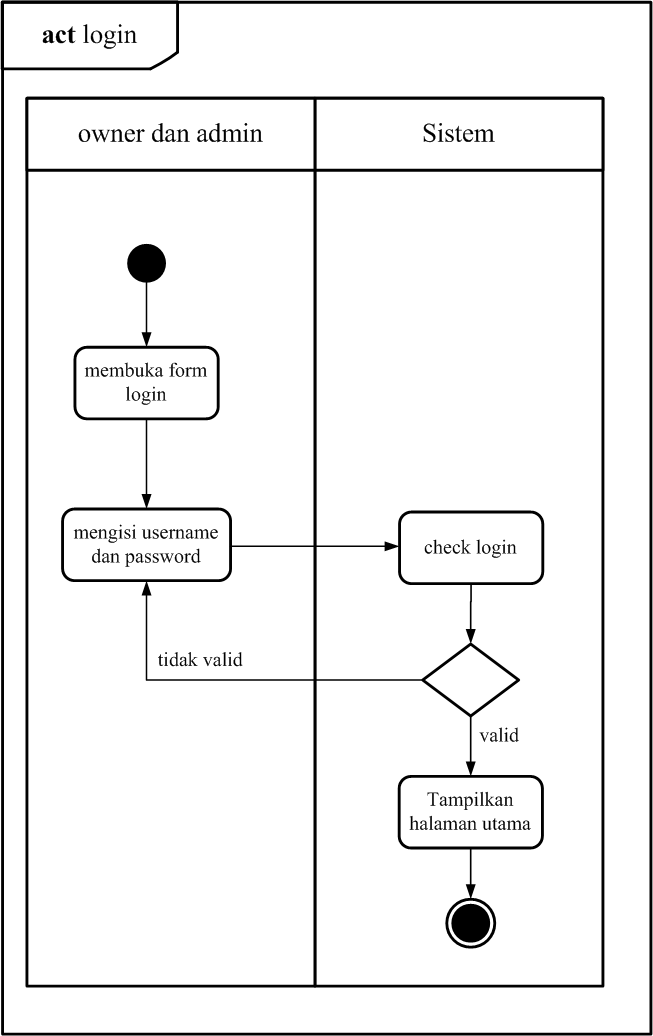 act login
owner dan admin
Sistem
membuka form
login
mengisi username
dan password
check login
tidak valid
valid
Tampilkan
halaman utama